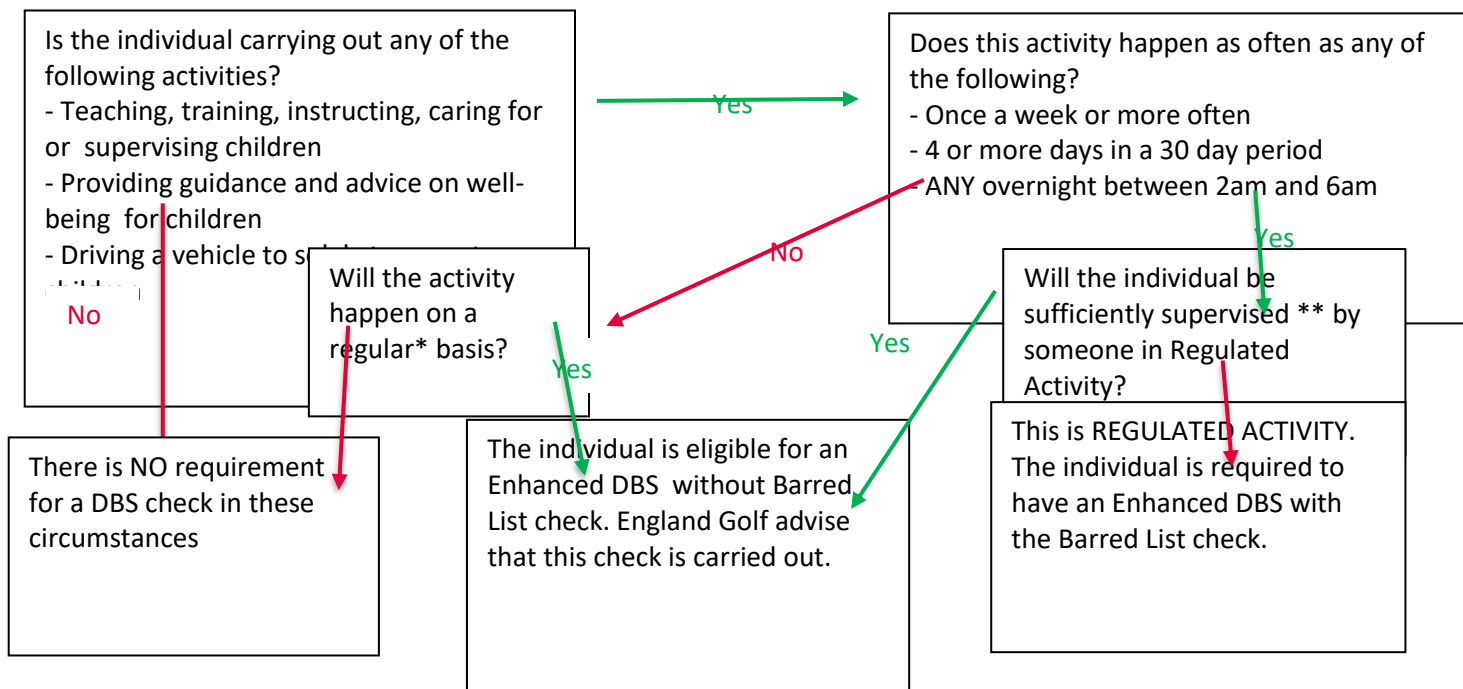 Is the individual carrying out any of the
following activities?
- Teaching, training, instructing, caring for
or supervising children
- Providing guidance and advice on well-
being for children
- Driving a vehicle to
No
Yes
Does this activity happen as often as any of
the following?
- Once a week or more often
- 4 or more days in a 30 day period
- ANY overnight between 2am and 6am
No
Yes
Will the activity
happen on a
regular* basis?
Yes
Will the individual be
sufficiently supervised ** by
someone in Regulated
Activity?
Yes
There is NO requirement
for a DBS check in these
circumstances
The individual is eligible for an
Enhanced DBS without Barred
List check. England Golf advise
that this check is carried out.
This is REGULATED ACTIVITY.
The individual is required to
have an Enhanced DBS with
the Barred List check.